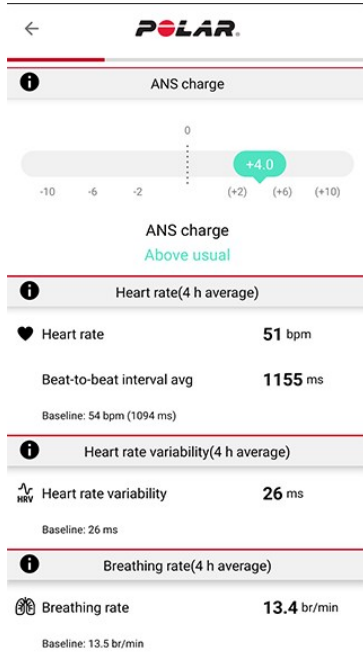 POLAR.
ANS charge
0
+4.0
-10 -6 -2 (+2) (+6) (+10)
ANS charge
Above usual
Heart rate(4 h average)
Heart rate 51 bpm
Beat-to-beat interval avg 1155 ms
Baseline: 54 bpm (1094 ms)
Heart rate variability(4 h average)
HRV Heart rate variability 26 ms
Baseline: 26 ms
Breathing rate(4 h average)
Breathing rate 13.4 br/min
Baseline: 13.5 br/min